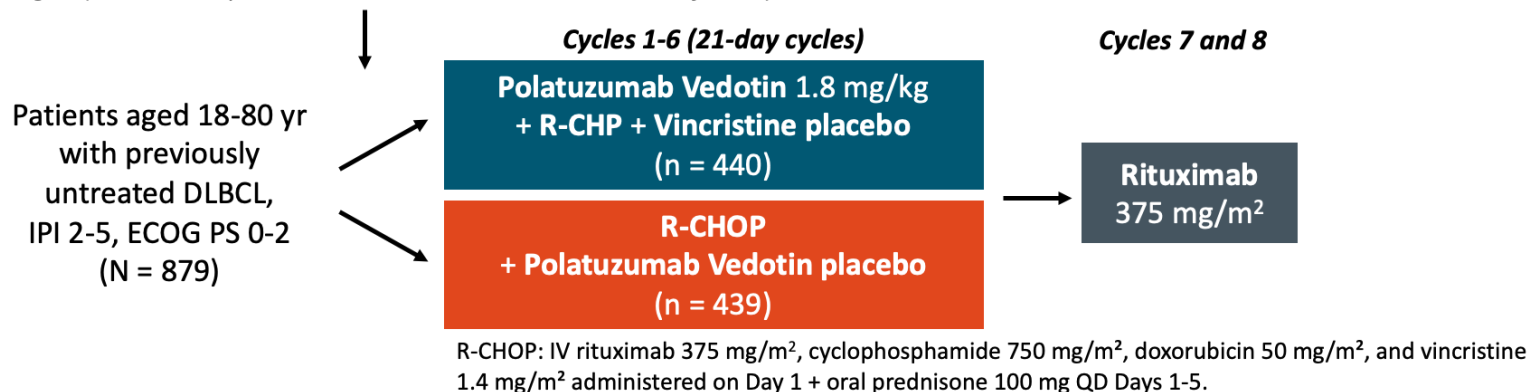 Cycles 1-6 (21-day cycles)
Cycles 7 and 8
Patients aged 18-80 yr
with previously
untreated DLBCL,
IPI 2-5, ECOG PS 0-2
(N = 879)
Polatuzumab Vedotin 1.8 mg/kg
+ R-CHP + Vincristine placebo
(n = 440)
R-CHOP
+ Polatuzumab Vedotin placebo
(n = 439)
Rituximab
375 mg/m²
R-CHOP: IV rituximab 375 mg/m², cyclophosphamide 750 mg/m², doxorubicin 50 mg/m², and vincristine
1.4 mg/m² administered on Day 1 + oral prednisone 100 mg QD Days 1-5.